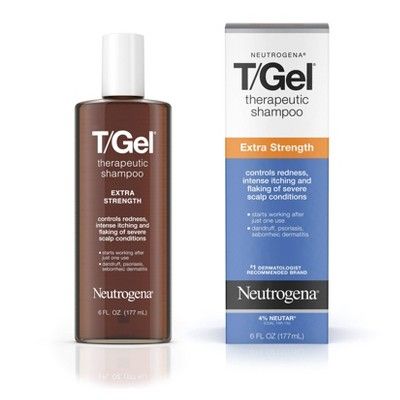 T/Gel®
therapeutic
shampoo
EXTRA
STRENGTH
controls redness,
intense itching and
flaking of severe
scalp conditions
• starts working after
just one use
• dandruff, psoriasis,
seborrheic dermatitis
Neutrogena®
6 FL OZ (177 mL)
NEUTROGENA®
T/Gel®
therapeutic
shampoo
Extra Strength
controls redness,
intense itching and
flaking of severe
scalp conditions
• starts working after
just one use
• dandruff, psoriasis,
seborrheic dermatitis
#1 DERMATOLOGIST
RECOMMENDED BRAND
Neutrogena®
4% NEUTAR®
6 FL OZ (177mL)